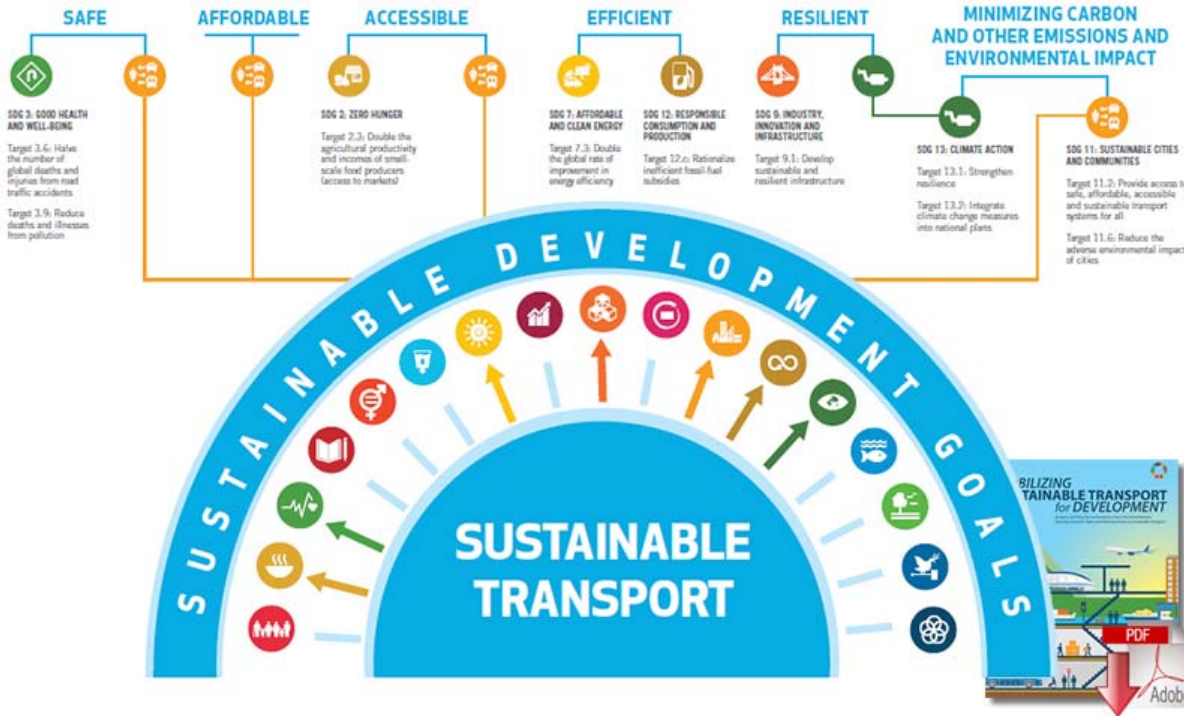 SAFE
AFFORDABLE
ACCESSIBLE
EFFICIENT
RESILIENT
MINIMIZING CARBON
AND OTHER EMISSIONS AND
ENVIRONMENTAL IMPACT
SDG 3: GOOD HEALTH
AND WELL-BEING
Target 3.6: Halve
the number of
global deaths and
injuries from road
traffic accidents
Target 3.9: Reduce
deaths and illnesses
from pollution
SDG 2: ZERO HUNGER
Target 2.3: Double the
agricultural productivity
and incomes of small-
scale food producers
(access to markets)
SDG 7: AFFORDABLE
AND CLEAN ENERGY
Target 7.3: Double
the global rate of
improvement in
energy efficiency
SDG 12: RESPONSIBLE
CONSUMPTION AND
PRODUCTION
Target 12.c: Rationalize
inefficient fossil-fuel
subsidies
SDG 9: INDUSTRY,
INNOVATION AND
INFRASTRUCTURE
Target 9.1: Develop
sustainable and
resilient infrastructure
SDG 13: CLIMATE ACTION
Target 13.1: Strengthen
resilience
Target 13.2: Integrate
climate change measures
into national plans
SDG 11: SUSTAINABLE CITIES
AND COMMUNITIES
Target 11.2: Provide access to
safe, affordable, accessible
and sustainable transport
systems for all
Target 11.6: Reduce the
adverse environmental impact
of cities
SUSTAINABLE DEVELOPMENT GOALS
SUSTAINABLE
TRANSPORT
BILIZING
TAINABLE TRANSPORT
for DEVELOPMENT
PDF
Adobe